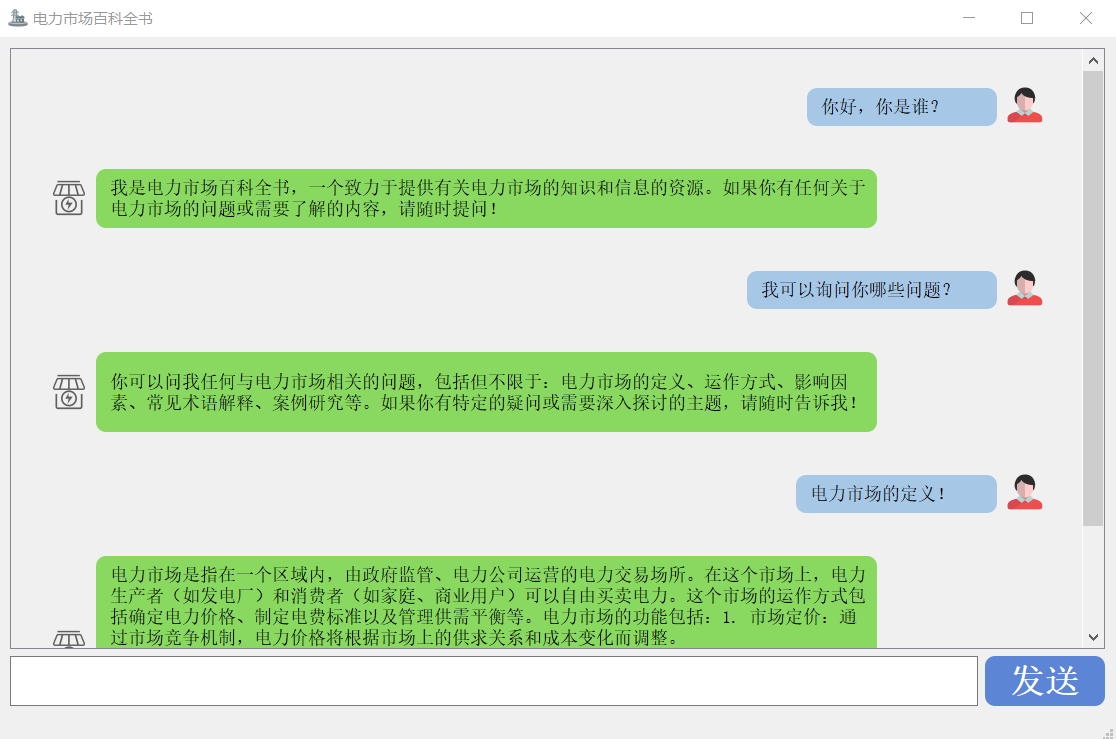 电力市场百科全书
你好，你是谁？
我是电力市场百科全书，一个致力于提供有关电力市场的知识和信息的资源。如果你有任何关于
电力市场的问题或需要了解的内容，请随时提问！
我可以询问你哪些问题？
你可以问我任何与电力市场相关的问题，包括但不限于：电力市场的定义、运作方式、影响因
素、常见术语解释、案例研究等。如果你有特定的疑问或需要深入探讨的主题，请随时告诉我！
电力市场的定义！
电力市场是指在一个区域内，由政府监管、电力公司运营的电力交易场所。在这个市场上，电力
生产者（如发电厂）和消费者（如家庭、商业用户）可以自由买卖电力。这个市场的运作方式包
括确定电力价格、制定电费标准以及管理供需平衡等。电力市场的功能包括：1. 市场定价：通
过市场竞争机制，电力价格将根据市场上的供求关系和成本变化而调整。
发送